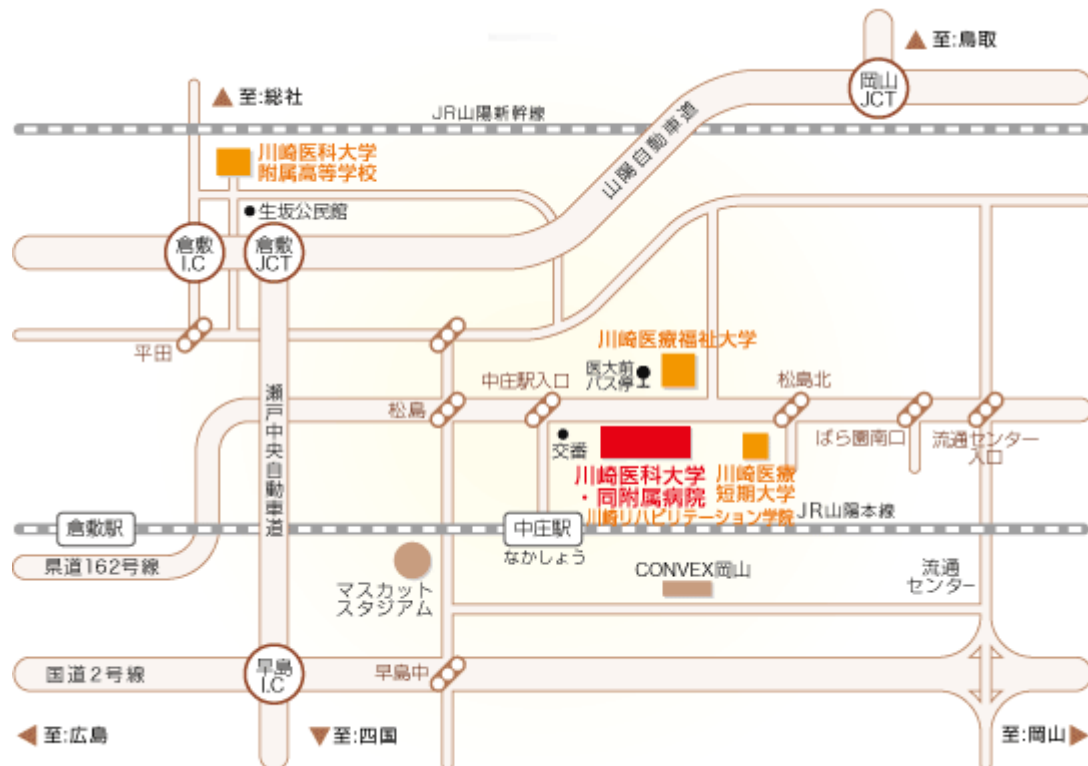 至:鳥取
岡山
JCT
至:総社
JR山陽新幹線
山陽自動車道
川崎医科大学
附属高等学校
生坂公民館
倉敷
I.C
倉敷
JCT
平田
川崎医療福祉大学
医大前
バス停
中庄駅入口
松島北
松島
瀬戸中央自動車道
ばら園南口
流通センター
入口
交番
川崎医科大学
・同附属病院
川崎医療
短期大学
川崎リハビリテーション学院
JR山陽本線
倉敷駅
中庄駅
なかしょう
県道162号線
マスカット
スタジアム
CONVEX岡山
流通
センター
国道2号線
早島
I.C
早島中
至:広島
至:四国
至:岡山